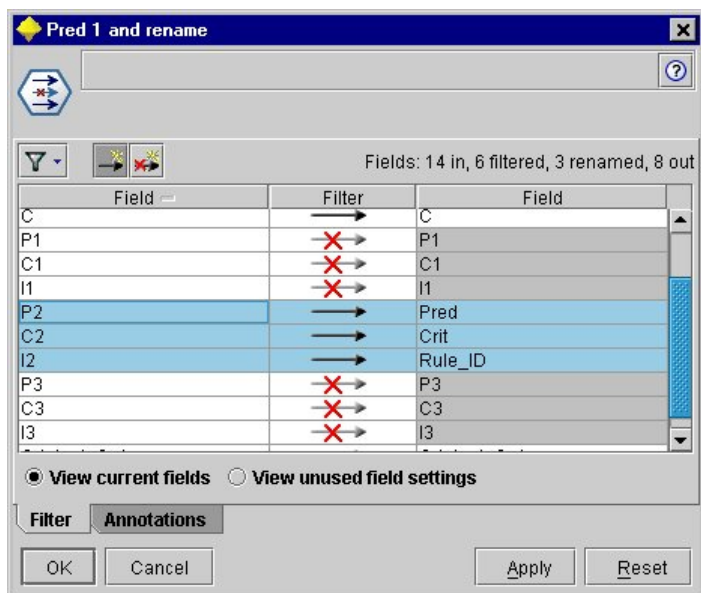 Pred 1 and rename
Fields: 14 in, 6 filtered, 3 renamed, 8 out
Field Filter Field
C C
P1 P1
C1 C1
I1 I1
P2 Pred
C2 Crit
I2 Rule_ID
P3 P3
C3 C3
I3 I3
View current fields View unused field settings
Filter Annotations
OK Cancel Apply Reset